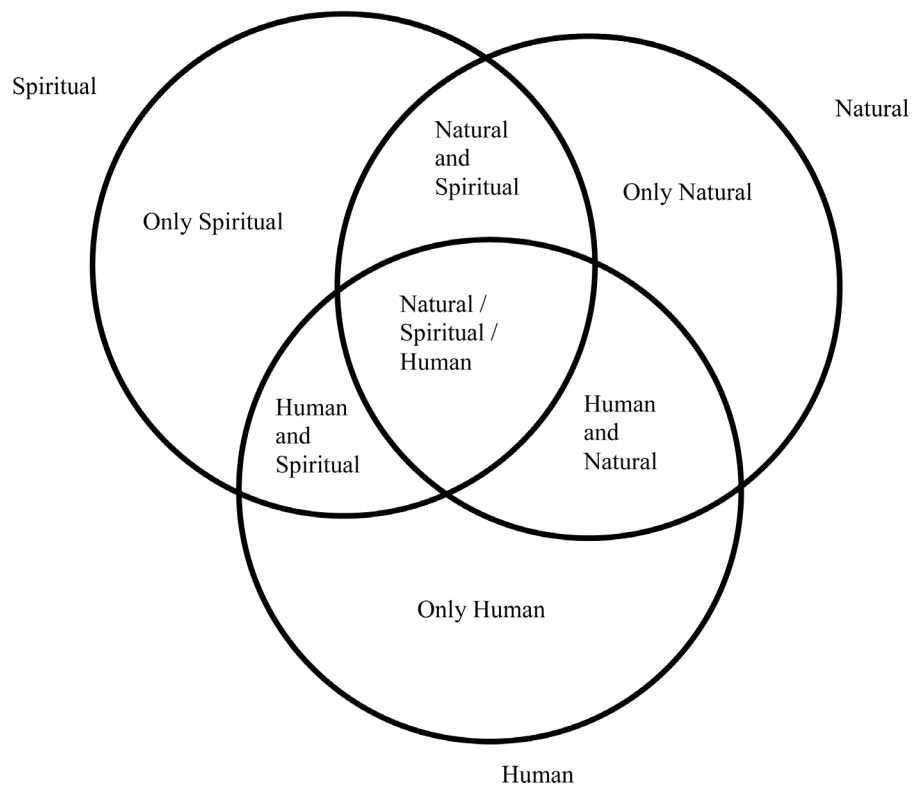 Spiritual
Natural
Natural
and
Spiritual
Only Natural
Only Spiritual
Natural /
Spiritual /
Human
Human
and
Spiritual
Human
and
Natural
Only Human
Human